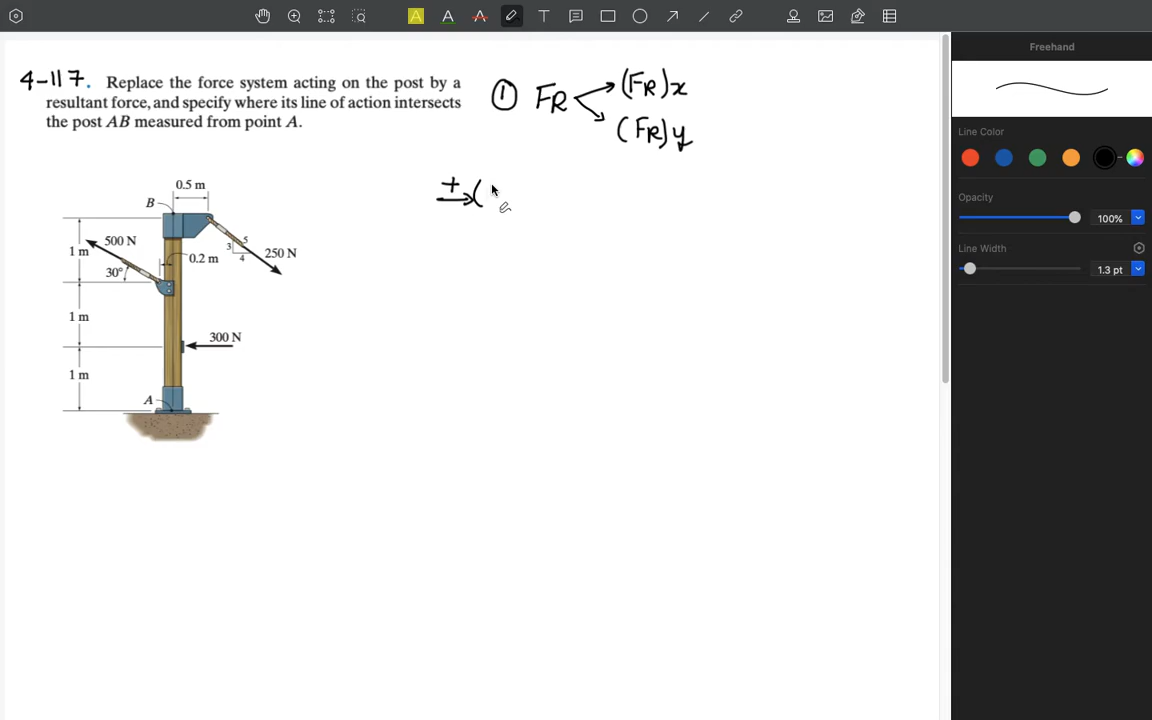 4-117. Replace the force system acting on the post by a
resultant force, and specify where its line of action intersects
the post AB measured from point A.
① FR
(FR)x
(FR)y
+ (
0.5 m
B
500 N
1 m
30°
0.2 m
5
3
4
250 N
1 m
300 N
1 m
A
Freehand
Line Color
Opacity
100%
Line Width
1.3 pt
A
A
A
T